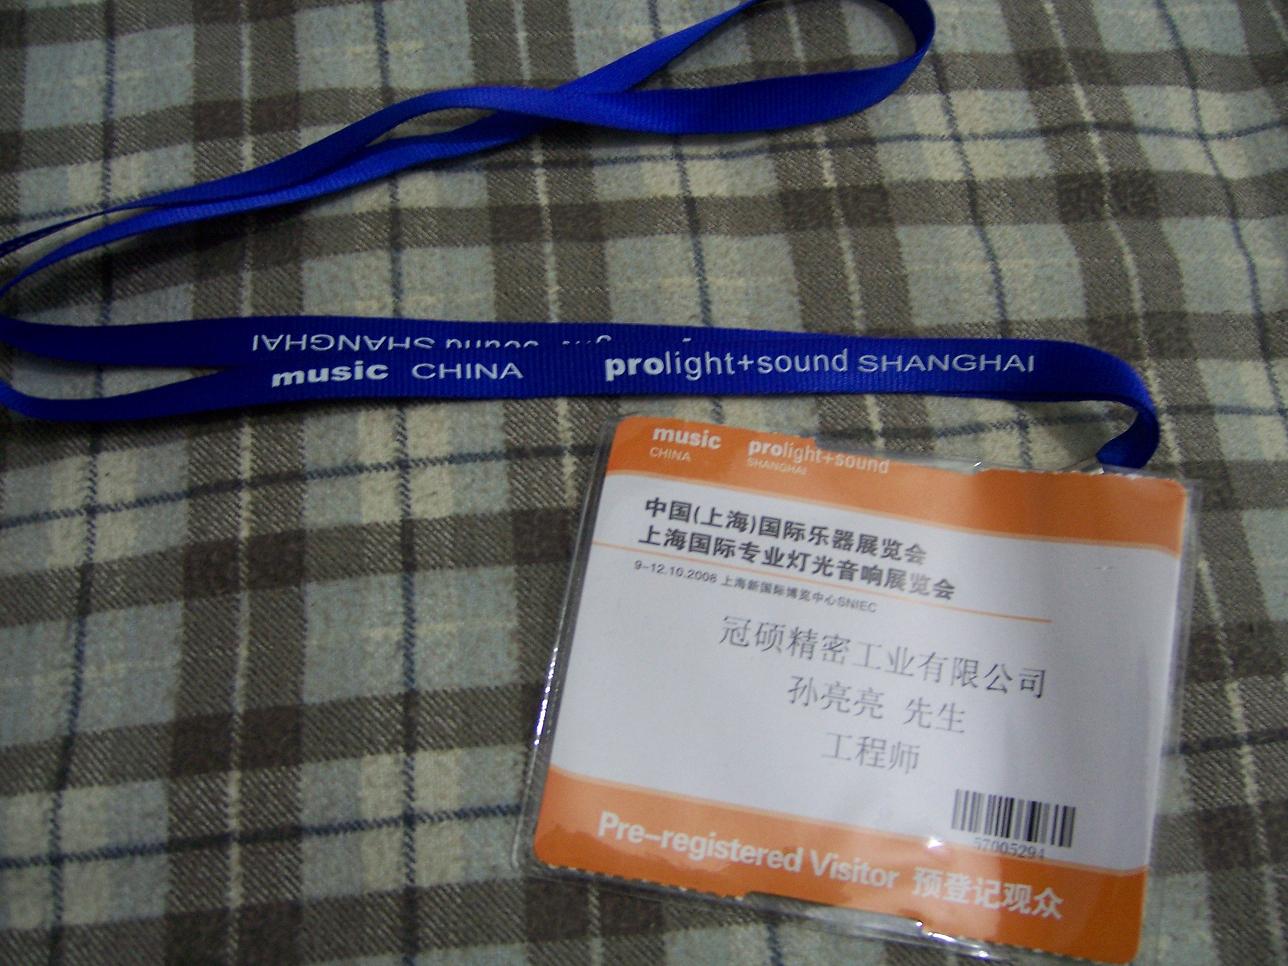 SHANGHAI
music CHINA prolight+sound SHANGHAI
music CHINA
prolight+sound SHANGHAI
中国(上海)国际乐器展览会
上海国际专业灯光音响展览会
9-12.10.2008 上海新国际博览中心SNIEC
冠硕精密工业有限公司
孙亮亮 先生
工程师
57005294
Pre-registered Visitor 预登记观众